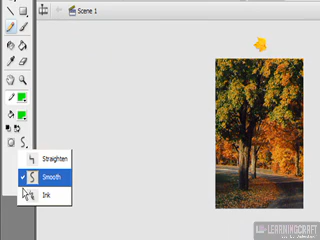 Scene 1
Straighten
Smooth
Ink
LEARNINGCRAFT